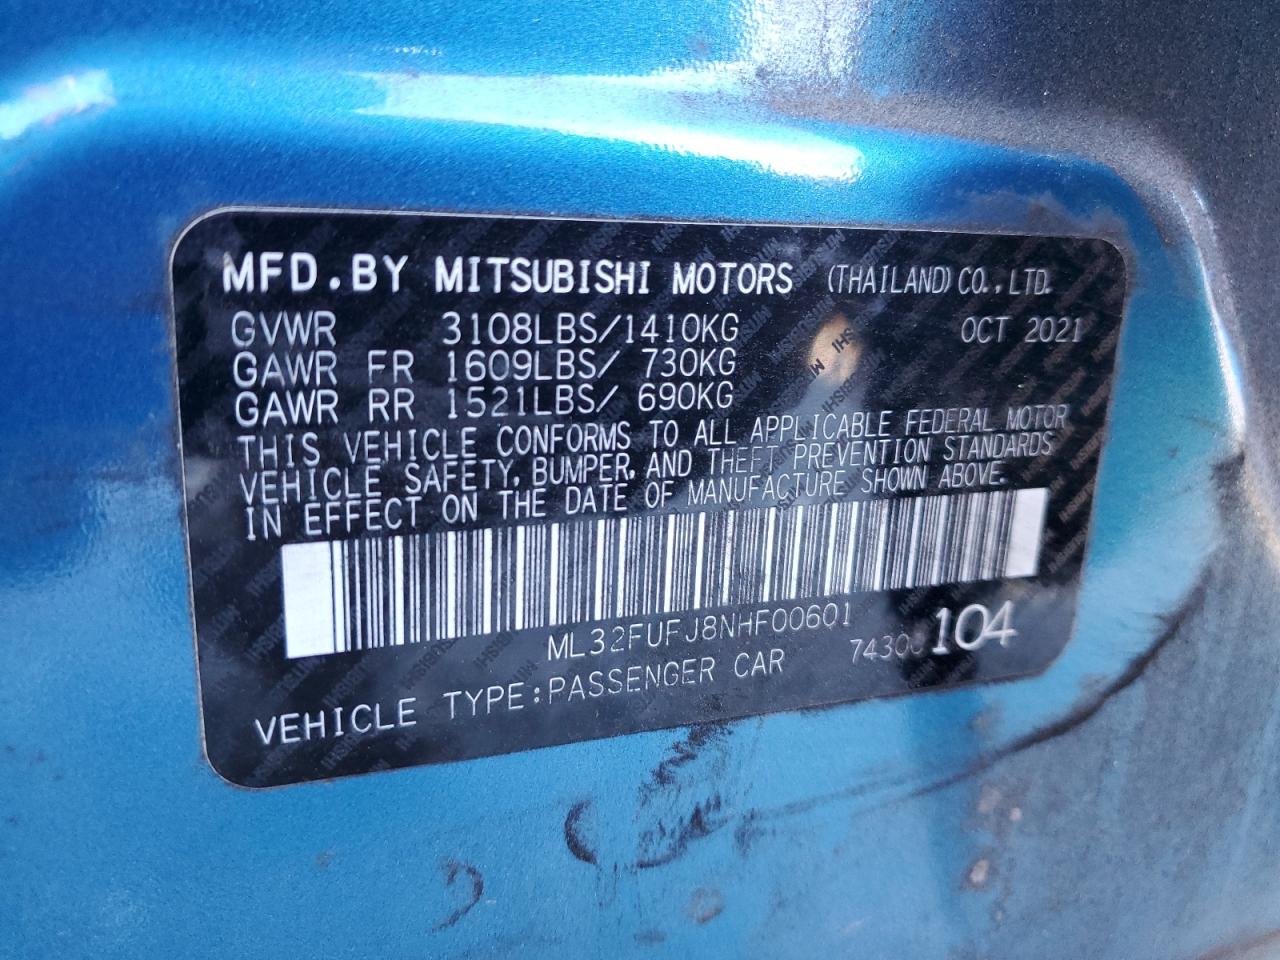 MFD.BY MITSUBISHI MOTORS (THAILAND) CO.,LTD.
GVWR 3108LBS/1410KG OCT 2021
GAWR FR 1609LBS/ 730KG
GAWR RR 1521LBS/ 690KG
THIS VEHICLE CONFORMS TO ALL APPLICABLE FEDERAL MOTOR
VEHICLE SAFETY, BUMPER, AND THEFT PREVENTION STANDARDS
IN EFFECT ON THE DATE OF MANUFACTURE SHOWN ABOVE.
ML32FUFJ8NHF00601
VEHICLE TYPE:PASSENGER CAR 104